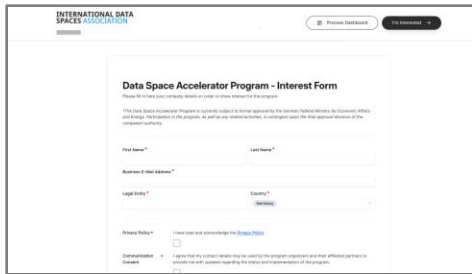 INTERNATIONAL DATA
SPACES ASSOCIATION
Process Dashboard
I'm Interested →
Data Space Accelerator Program - Interest Form
Please fill in here your company details in order to show interest for the program.
*The Data Space Accelerator Program is currently subject to formal approval by the German Federal Ministry for Economic Affairs
and Energy. Participation in the program, as well as any related activities, is contingent upon the final approval decision of the
competent authority.
First Name *
Last Name *
Business E-Mail Address *
Legal Entity *
Country *
Germany
Privacy Policy *
I have read and acknowledge the Privacy Policy
Communication *
Consent
I agree that my contact details may be used by the program organizers and their affiliated partners to
provide me with updates regarding the status and implementation of the program.